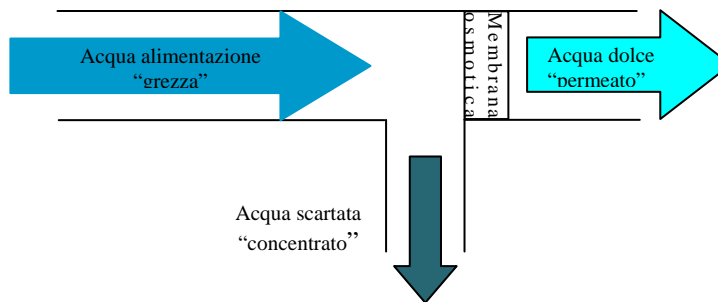 Acqua alimentazione
“grezza”
Membrana
osmotica
Acqua dolce
“permeato”
Acqua scartata
“concentrato”